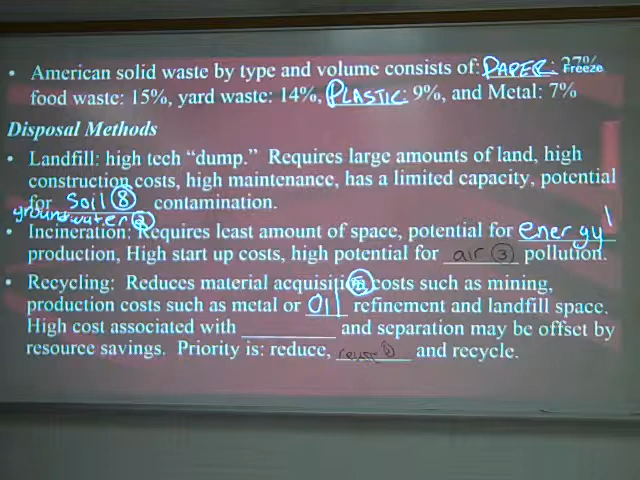 • American solid waste by type and volume consists of: PAPER: 37% Freeze
food waste: 15%, yard waste: 14%, PLASTIC: 9%, and Metal: 7%
Disposal Methods
• Landfill: high tech “dump.” Requires large amounts of land, high
construction costs, high maintenance, has a limited capacity, potential
for soil ⑧ contamination.
groundwater
• Incineration: Requires least amount of space, potential for energy
production, High start up costs, high potential for air ③ pollution.
• Recycling: Reduces material acquisition costs such as mining,
production costs such as metal or oil refinement and landfill space.
High cost associated with ________ and separation may be offset by
resource savings. Priority is: reduce, reuse and recycle.